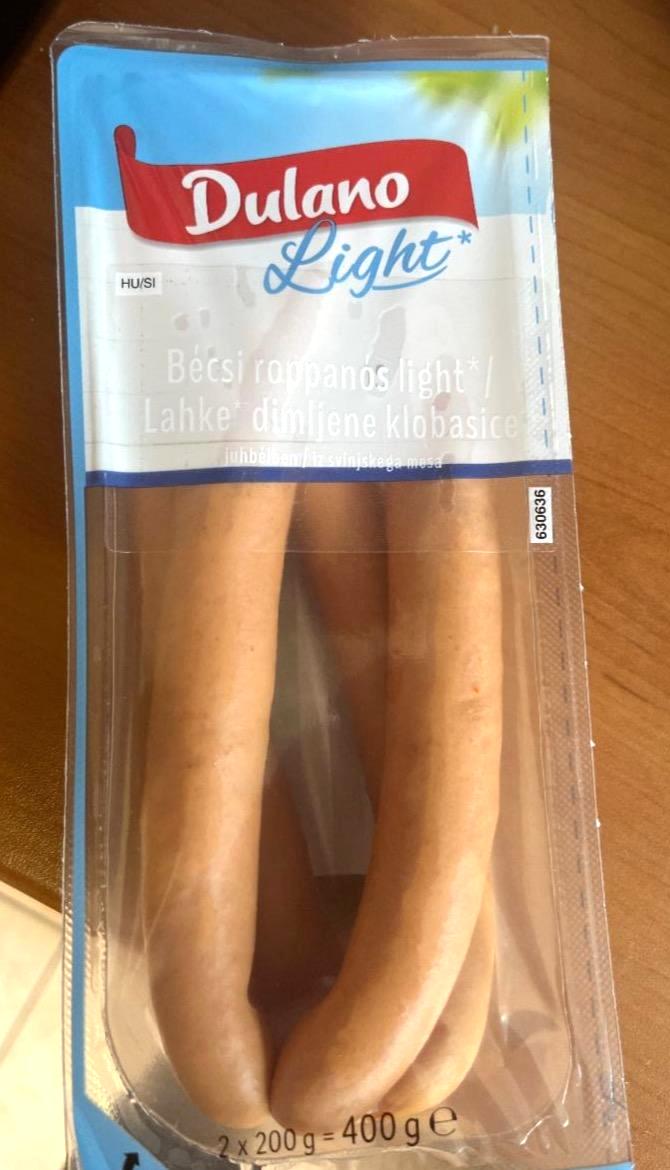 Dulano
Light*
HU/SI
Bécsi roppanós light*/
Lahke* dimljene klobasice
juhbélben / iz svinjskega mesa
630636
2 x 200 g = 400 g e